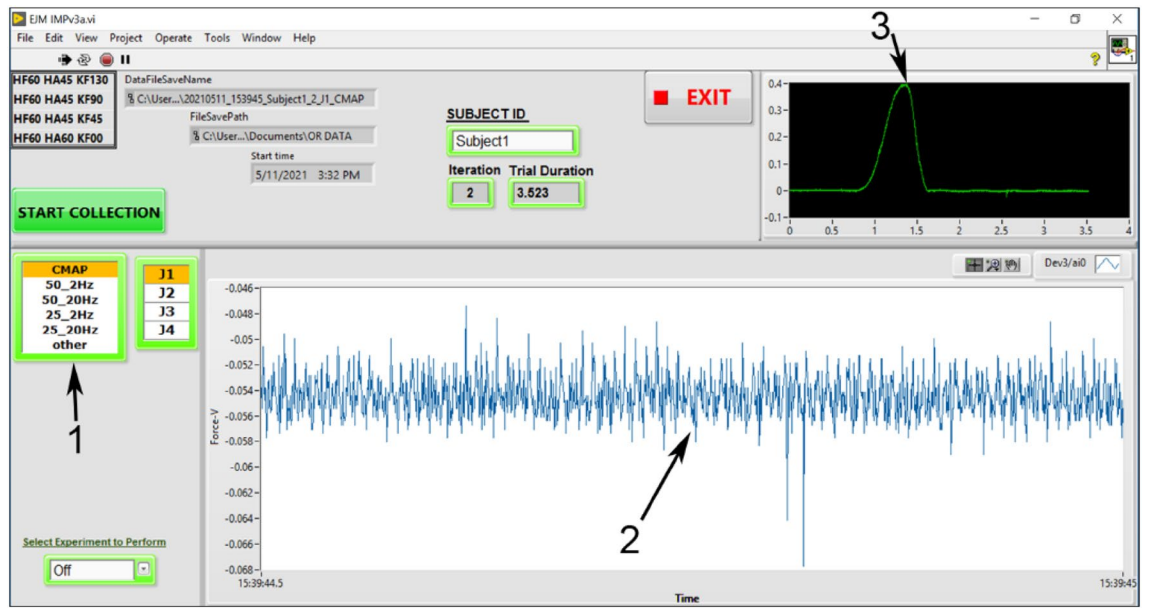 EJM IMPv3a.vi
File Edit View Project Operate Tools Window Help
HF60 HA45 KF130
HF60 HA45 KF90
HF60 HA45 KF45
HF60 HA60 KF00
DataFileSaveName
C:\User...\20210511_153945_Subject1_2_J1_CMAP
FileSavePath
C:\User...\Documents\OR DATA
Start time
5/11/2021 3:32 PM
START COLLECTION
SUBJECT ID
Subject1
Iteration Trial Duration
2 3.523
EXIT
3
0.4-
0.3-
0.2-
0.1-
0-
-0.1-
0 0.5 1 1.5 2 2.5 3 3.5 4
CMAP
50_2Hz
50_20Hz
25_2Hz
25_20Hz
other
J1
J2
J3
J4
1
Select Experiment to Perform
Off
Dev3/ai0
Force-V
-0.046-
-0.048-
-0.05-
-0.052-
-0.054-
-0.056-
-0.058-
-0.06-
-0.062-
-0.064-
-0.066-
-0.068-
2
15:39:44.5 15:39:45
Time